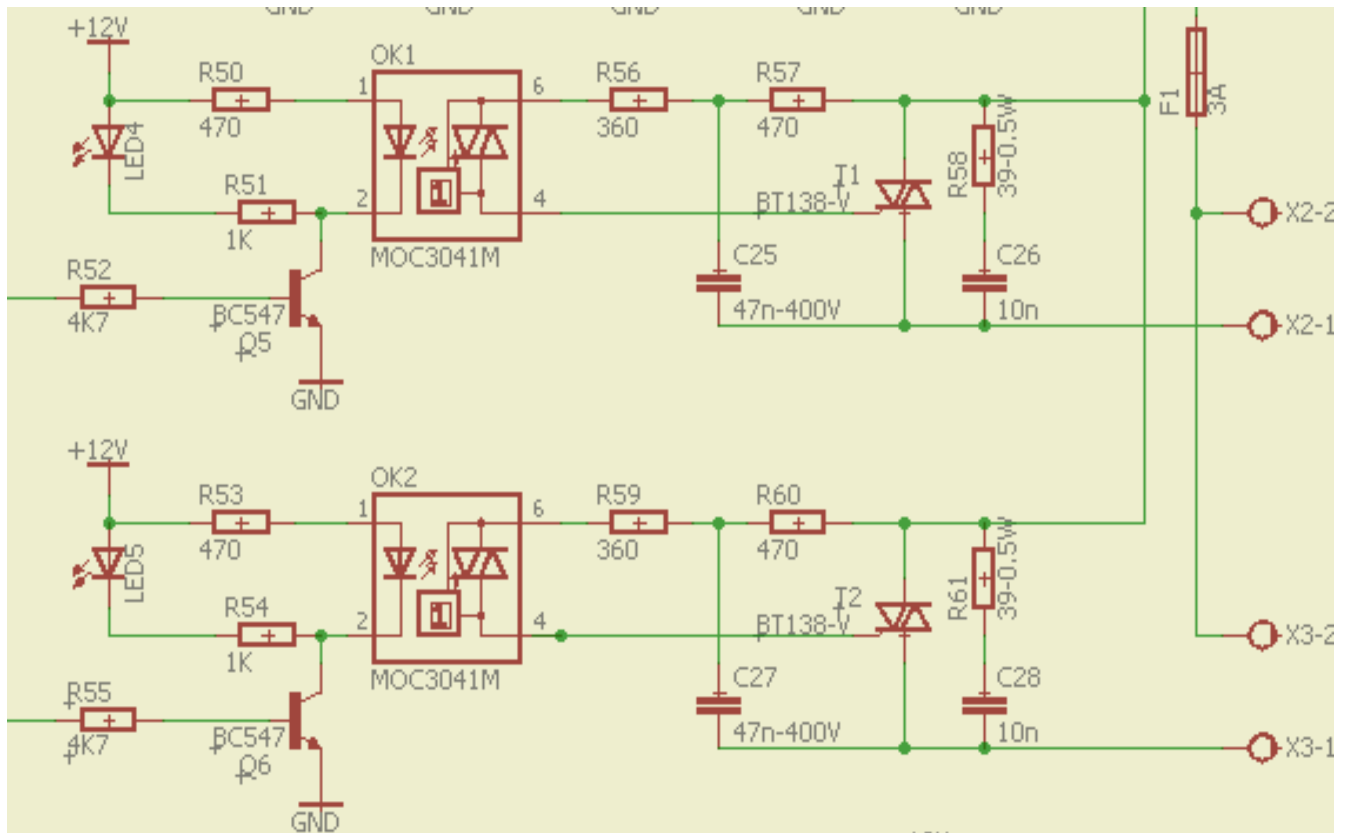 GND GND GND GND GND
+12V
OK1
R50
1
6
R56
R57
470
360
470
LED4
F1
3A
R58
39-0.5W
R51
2
4
T1
BT138-V
X2-2
1K
MOC3041M
R52
C25
C26
4K7
BC547
47n-400V
10n
X2-1
Q5
GND
+12V
OK2
R53
1
6
R59
R60
470
360
470
LED5
R61
39-0.5W
R54
2
4
T2
BT138-V
X3-2
1K
MOC3041M
R55
C27
C28
4K7
BC547
47n-400V
10n
X3-1
Q6
GND